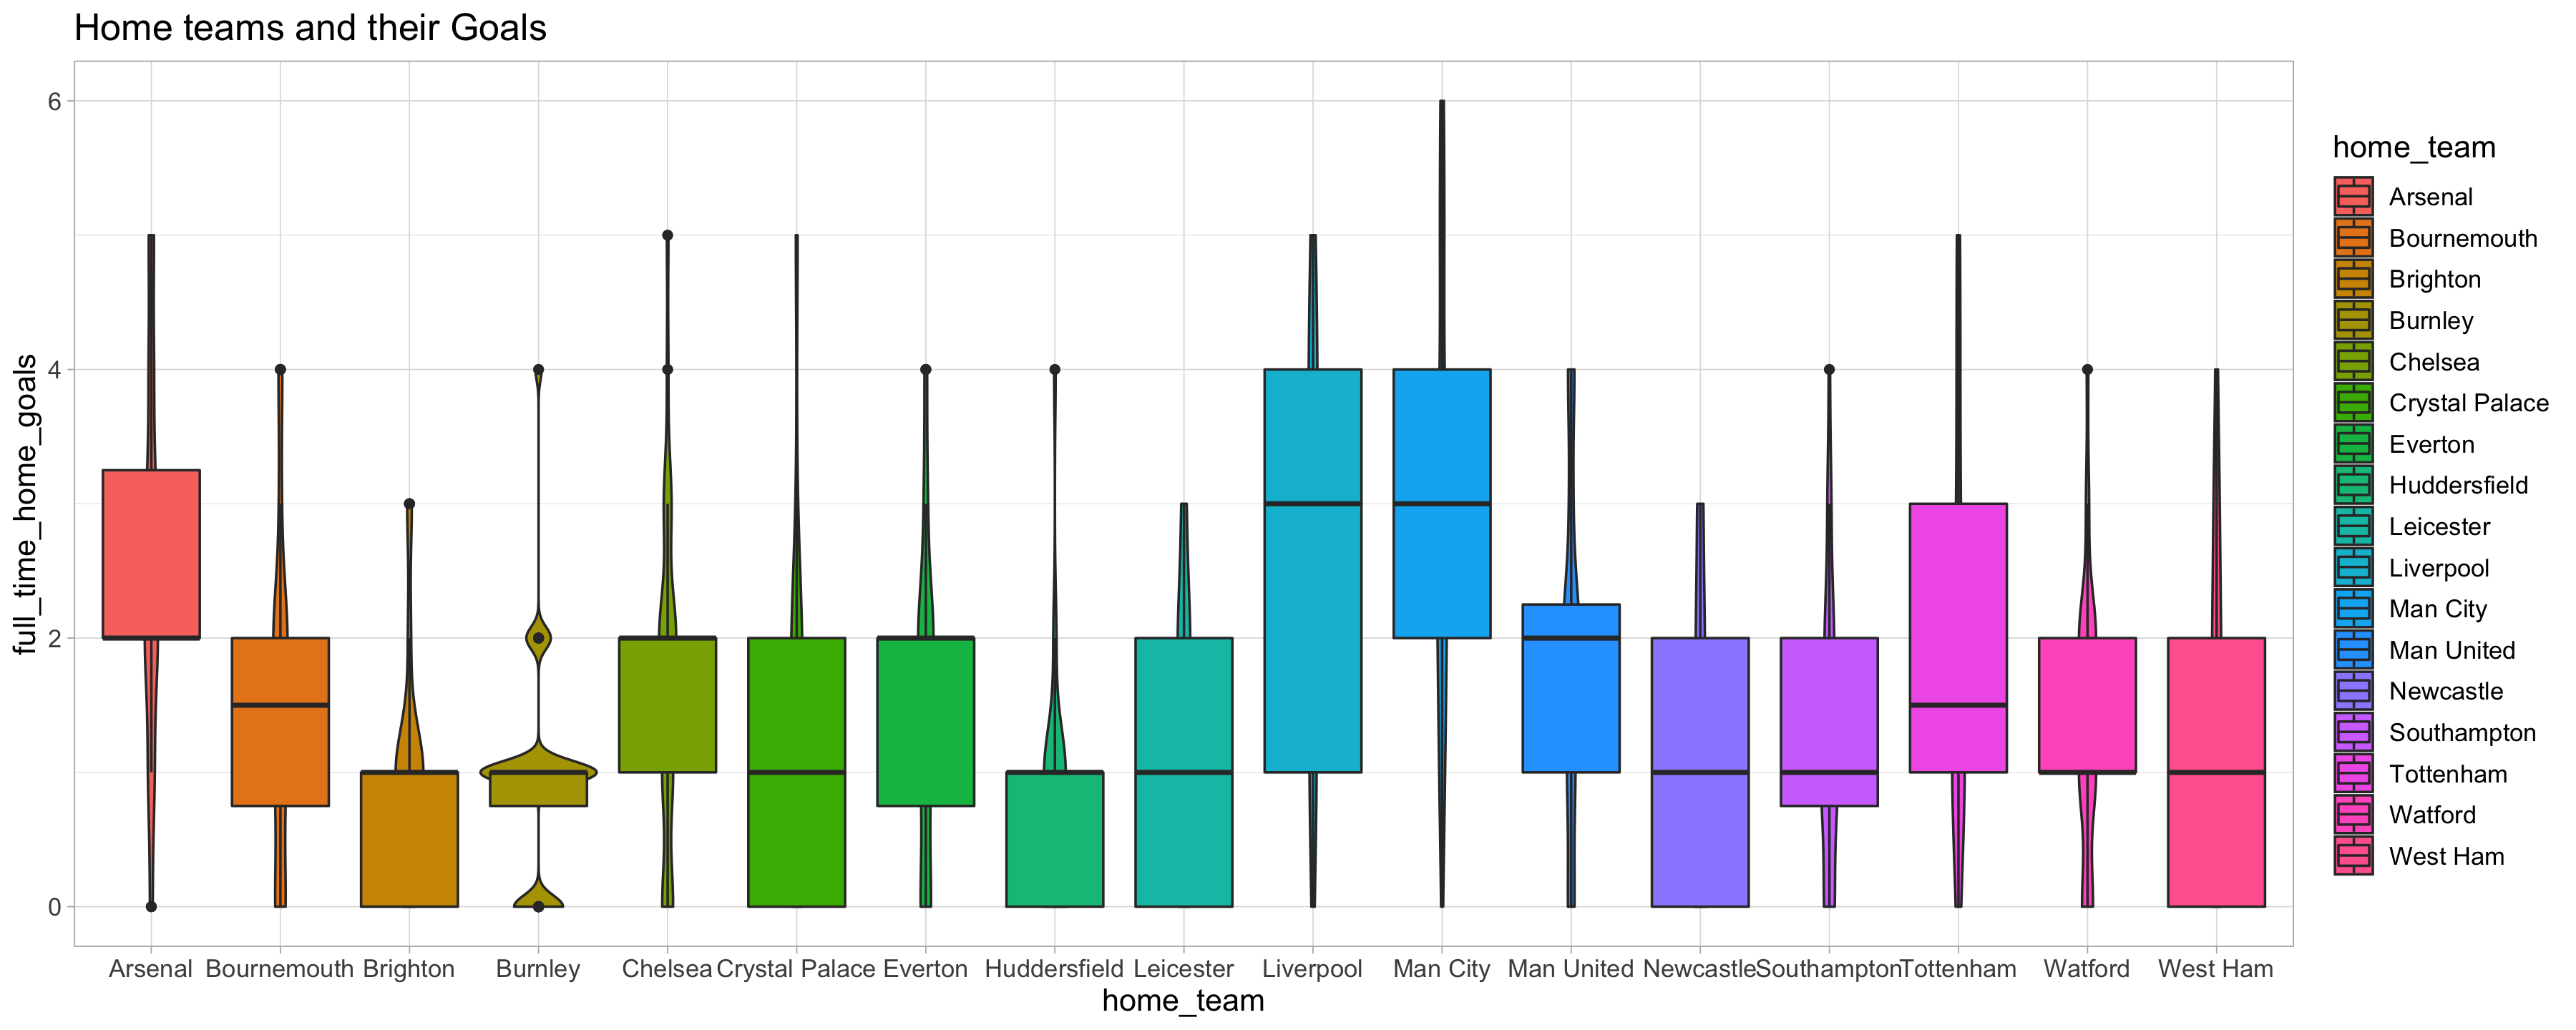 Home teams and their Goals
full_time_home_goals
6
4
2
0
Arsenal Bournemouth Brighton Burnley Chelsea Crystal Palace Everton Huddersfield Leicester Liverpool Man City Man United Newcastle Southampton Tottenham Watford West Ham
home_team
home_team
Arsenal
Bournemouth
Brighton
Burnley
Chelsea
Crystal Palace
Everton
Huddersfield
Leicester
Liverpool
Man City
Man United
Newcastle
Southampton
Tottenham
Watford
West Ham